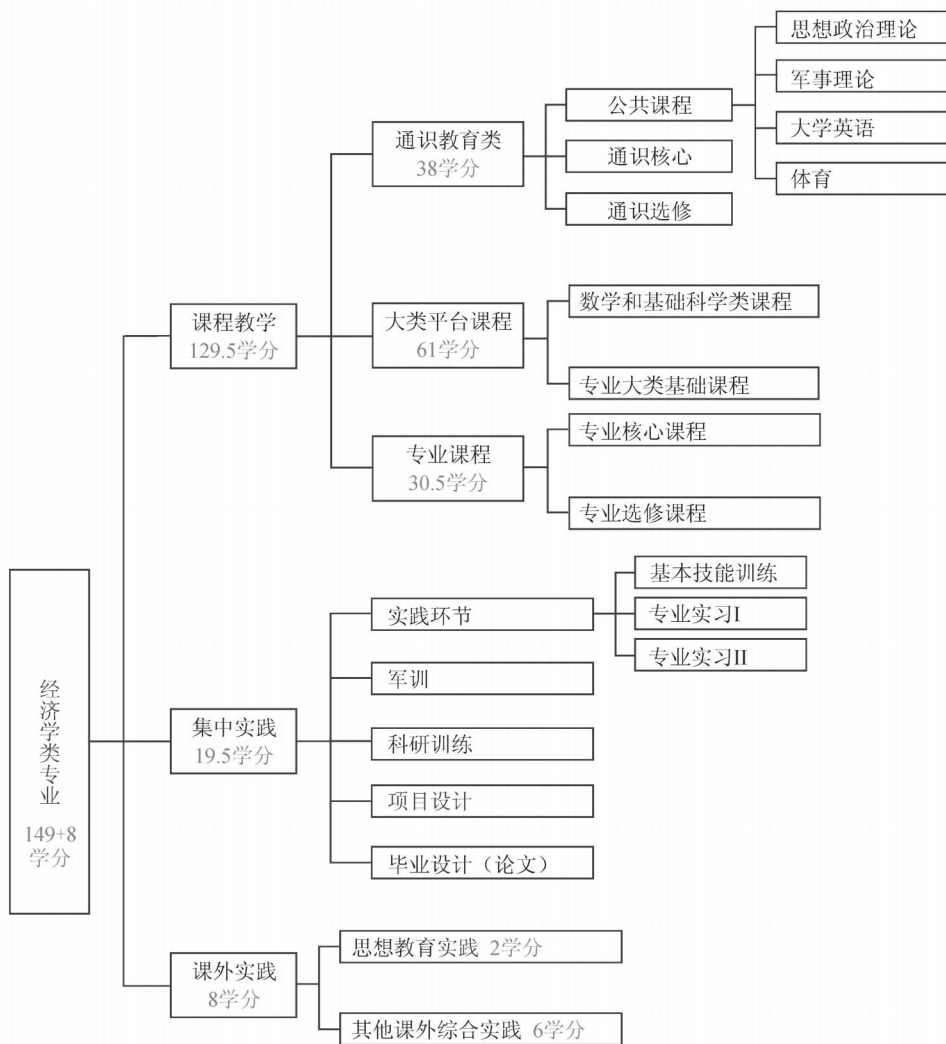 经济学类专业
149+8
学分
课程教学
129.5学分
通识教育类
38学分
公共课程
思想政治理论
军事理论
大学英语
体育
通识核心
通识选修
大类平台课程
61学分
数学和基础科学类课程
专业大类基础课程
专业课程
30.5学分
专业核心课程
专业选修课程
集中实践
19.5学分
实践环节
基本技能训练
专业实习I
专业实习II
军训
科研训练
项目设计
毕业设计（论文）
课外实践
8学分
思想教育实践 2学分
其他课外综合实践 6学分